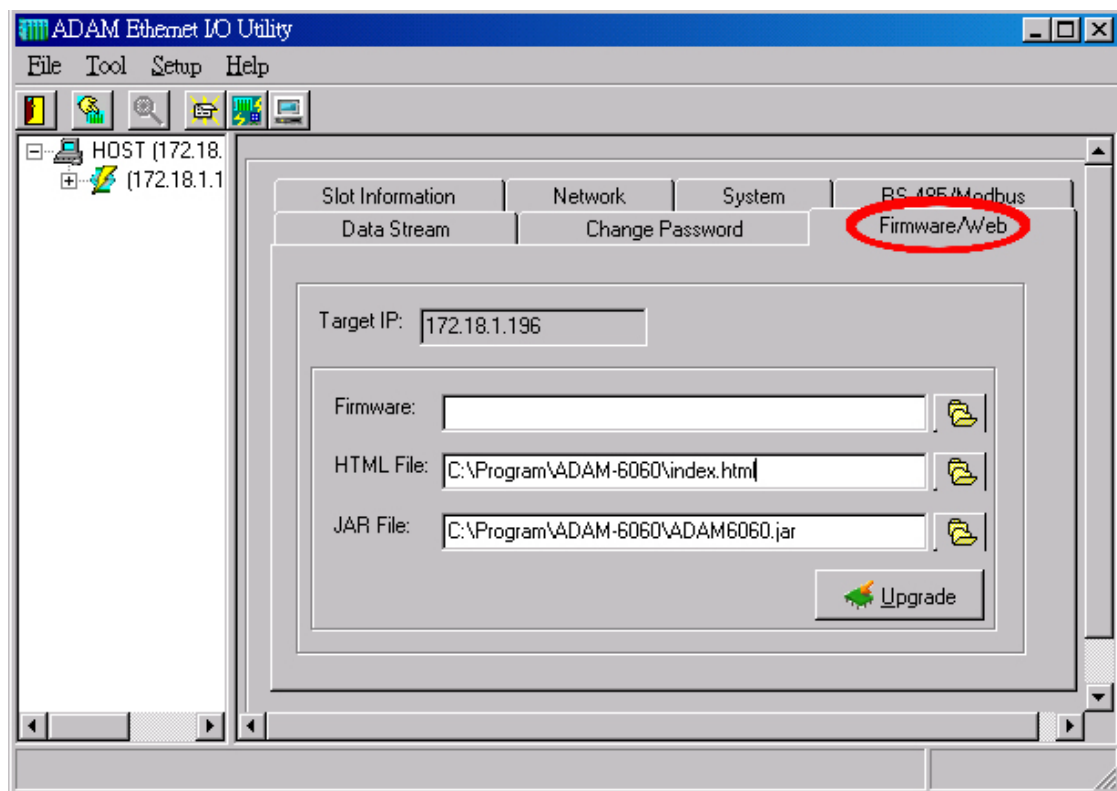 ADAM Ethernet I/O Utility
File Tool Setup Help
HOST (172.18.
(172.18.1.1
Slot Information Network System RS-485/Modbus
Data Stream Change Password Firmware/Web
Target IP: 172.18.1.196
Firmware:
HTML File: C:\Program\ADAM-6060\index.html
JAR File: C:\Program\ADAM-6060\ADAM6060.jar
Upgrade